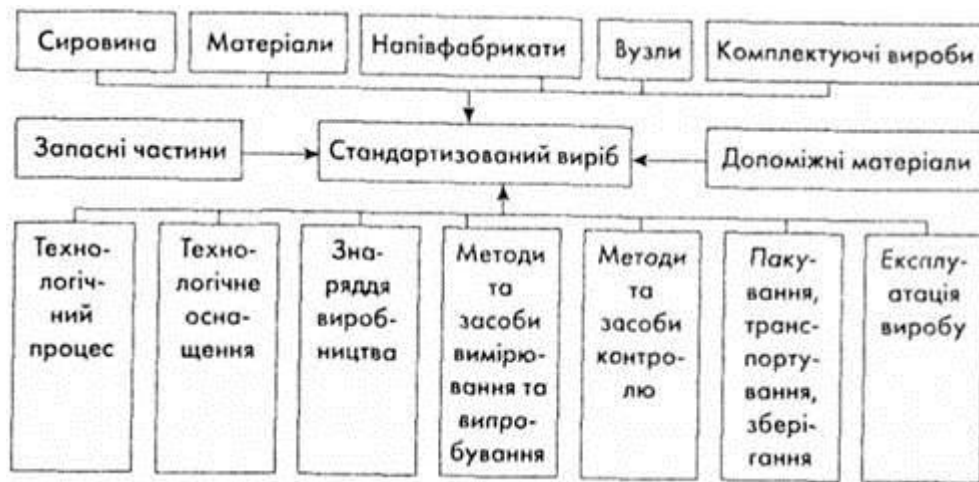 Сировина
Матеріали
Напівфабрикати
Вузли
Комплектуючі вироби
Запасні частини
Стандартизований виріб
Допоміжні матеріали
Техно-
логіч-
ний
процес
Техно-
логічне
осна-
щення
Зна-
ряддя
вироб-
ництва
Методи
та
засоби
вимірю-
вання та
випро-
бування
Методи
та
засоби
контро-
лю
Паку-
вання,
транс-
порту-
вання,
збері-
гання
Експлу-
атація
виробу